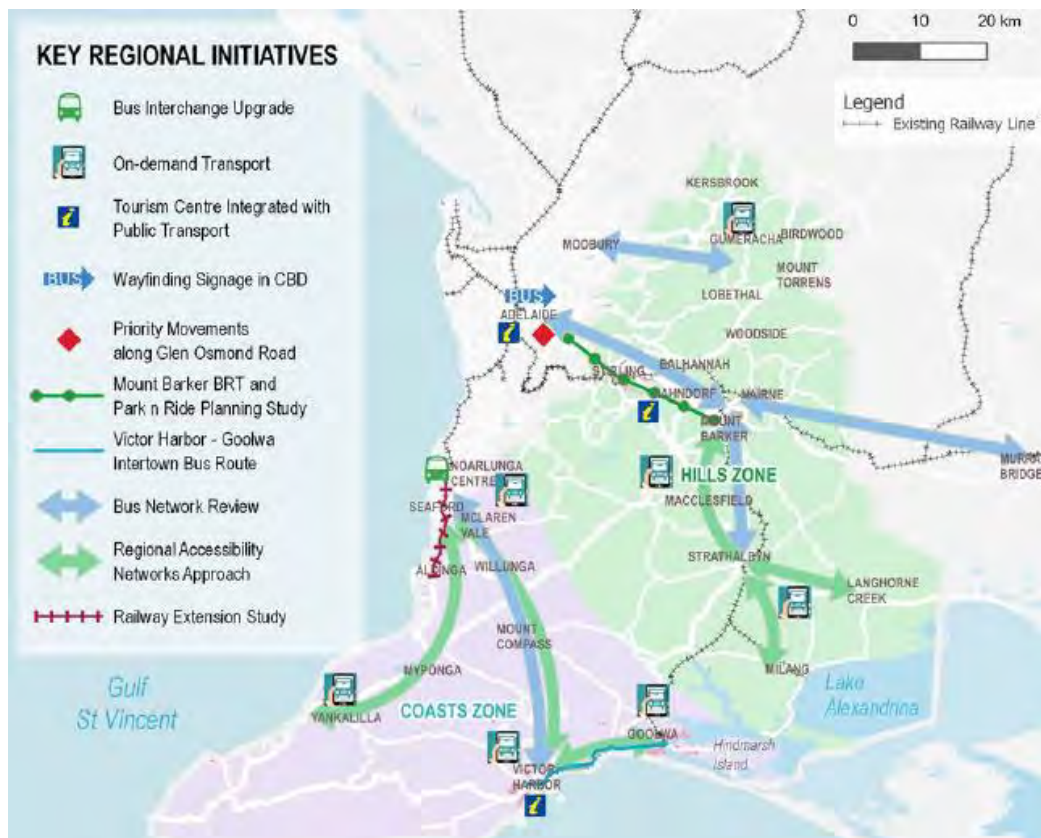 KEY REGIONAL INITIATIVES
Bus Interchange Upgrade
On-demand Transport
Tourism Centre Integrated with
Public Transport
BUS
Wayfinding Signage in CBD
Priority Movements
along Glen Osmond Road
Mount Barker BRT and
Park n Ride Planning Study
Victor Harbor - Goolwa
Intertown Bus Route
Bus Network Review
Regional Accessibility
Networks Approach
Railway Extension Study
0 10 20 km
Legend
Existing Railway Line
KERSBROOK
MODBURY
GUMERACHA
BIRDWOOD
MOUNT
TORRENS
LOBETHAL
BUS
ADELAIDE
WOODSIDE
BALHANNAH
STIRLING
HAHNDORF
NAIRNE
MOUNT
BARKER
MURRAY
BRIDGE
NOARLUNGA
CENTRE
HILLS ZONE
SEAFORD
MACCLESFIELD
MCLAREN
VALE
STRATHALBYN
ALDINGA
WILLUNGA
LANGHORNE
CREEK
MOUNT
COMPASS
MYPONGA
MILANG
Gulf
St Vincent
Lake
Alexandrina
YANKALILLA
COASTS ZONE
GOOLWA
Hindmarsh
Island
VICTOR
HARBOR